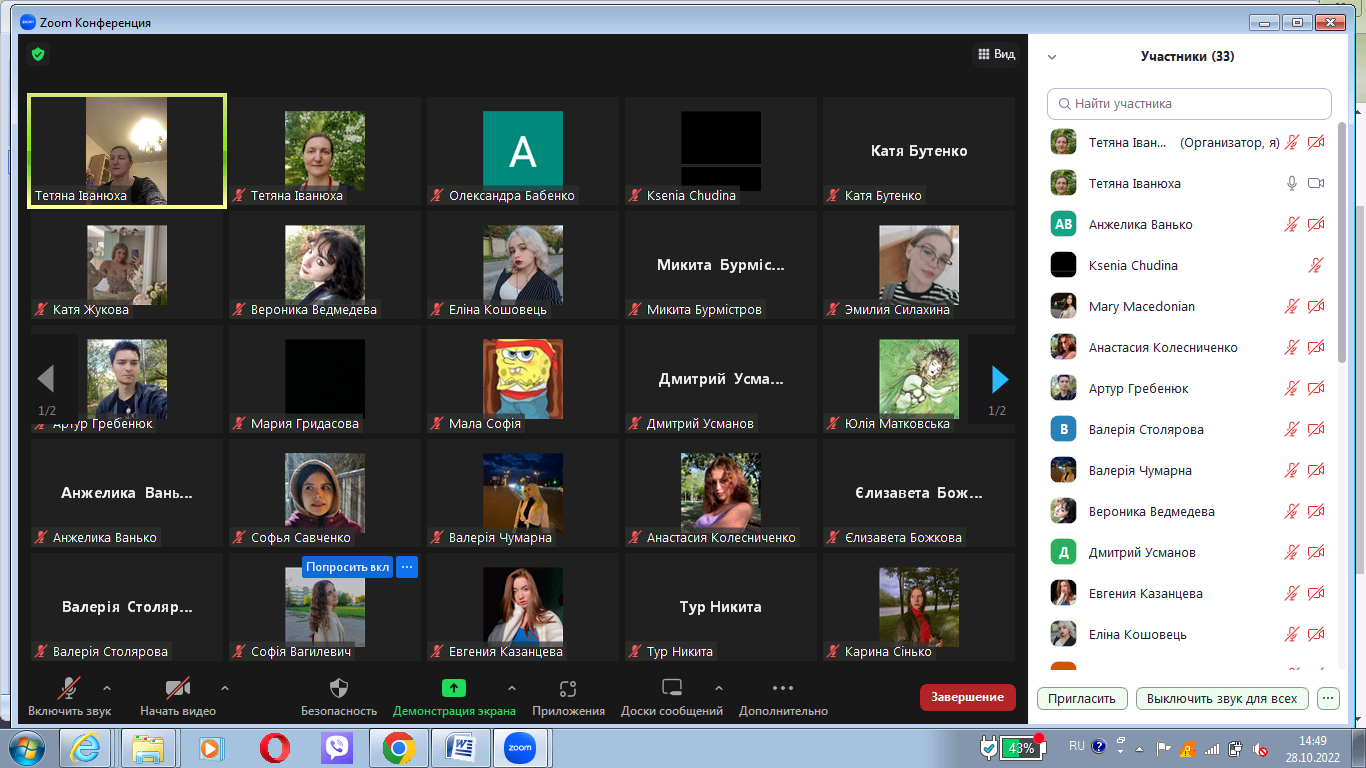 Zoom Конференция
Вид
Тетяна Іванюха
Тетяна Іванюха
A
Олександра Бабенко
Ksenia Chudina
Катя Бутенко
Катя Бутенко
Катя Жукова
Вероника Ведмедева
Еліна Кошовець
Микита Бурміс...
Микита Бурмістров
Эмилия Силахина
1/2
Артур Гребенюк
Мария Гридасова
Мала Софія
Дмитрий Усма...
Дмитрий Усманов
Юлія Матковська
1/2
Анжелика Вань...
Анжелика Ванько
Софья Савченко
Валерія Чумарна
Анастасия Колесниченко
Єлизавета Бож...
Єлизавета Божкова
Валерія Століяр...
Валерія Столярова
Попросить вкл
...
Софія Вагилевич
Евгения Казанцева
Тур Никита
Тур Никита
Карина Сінько
Включить звук
Начать видео
Безопасность
Демонстрация экрана
Приложения
Доски сообщений
Дополнительно
Завершение
Участники (33)
Найти участника
Тетяна Іван... (Организатор, я)
Тетяна Іванюха
АВ Анжелика Ванько
Ksenia Chudina
Mary Macedonian
Анастасия Колесниченко
Артур Гребенюк
В Валерія Столярова
Валерія Чумарна
Вероника Ведмедева
Д Дмитрий Усманов
Евгения Казанцева
Еліна Кошовець
Пригласить
Выключить звук для всех
...
zoom
43%
RU
14:49
28.10.2022